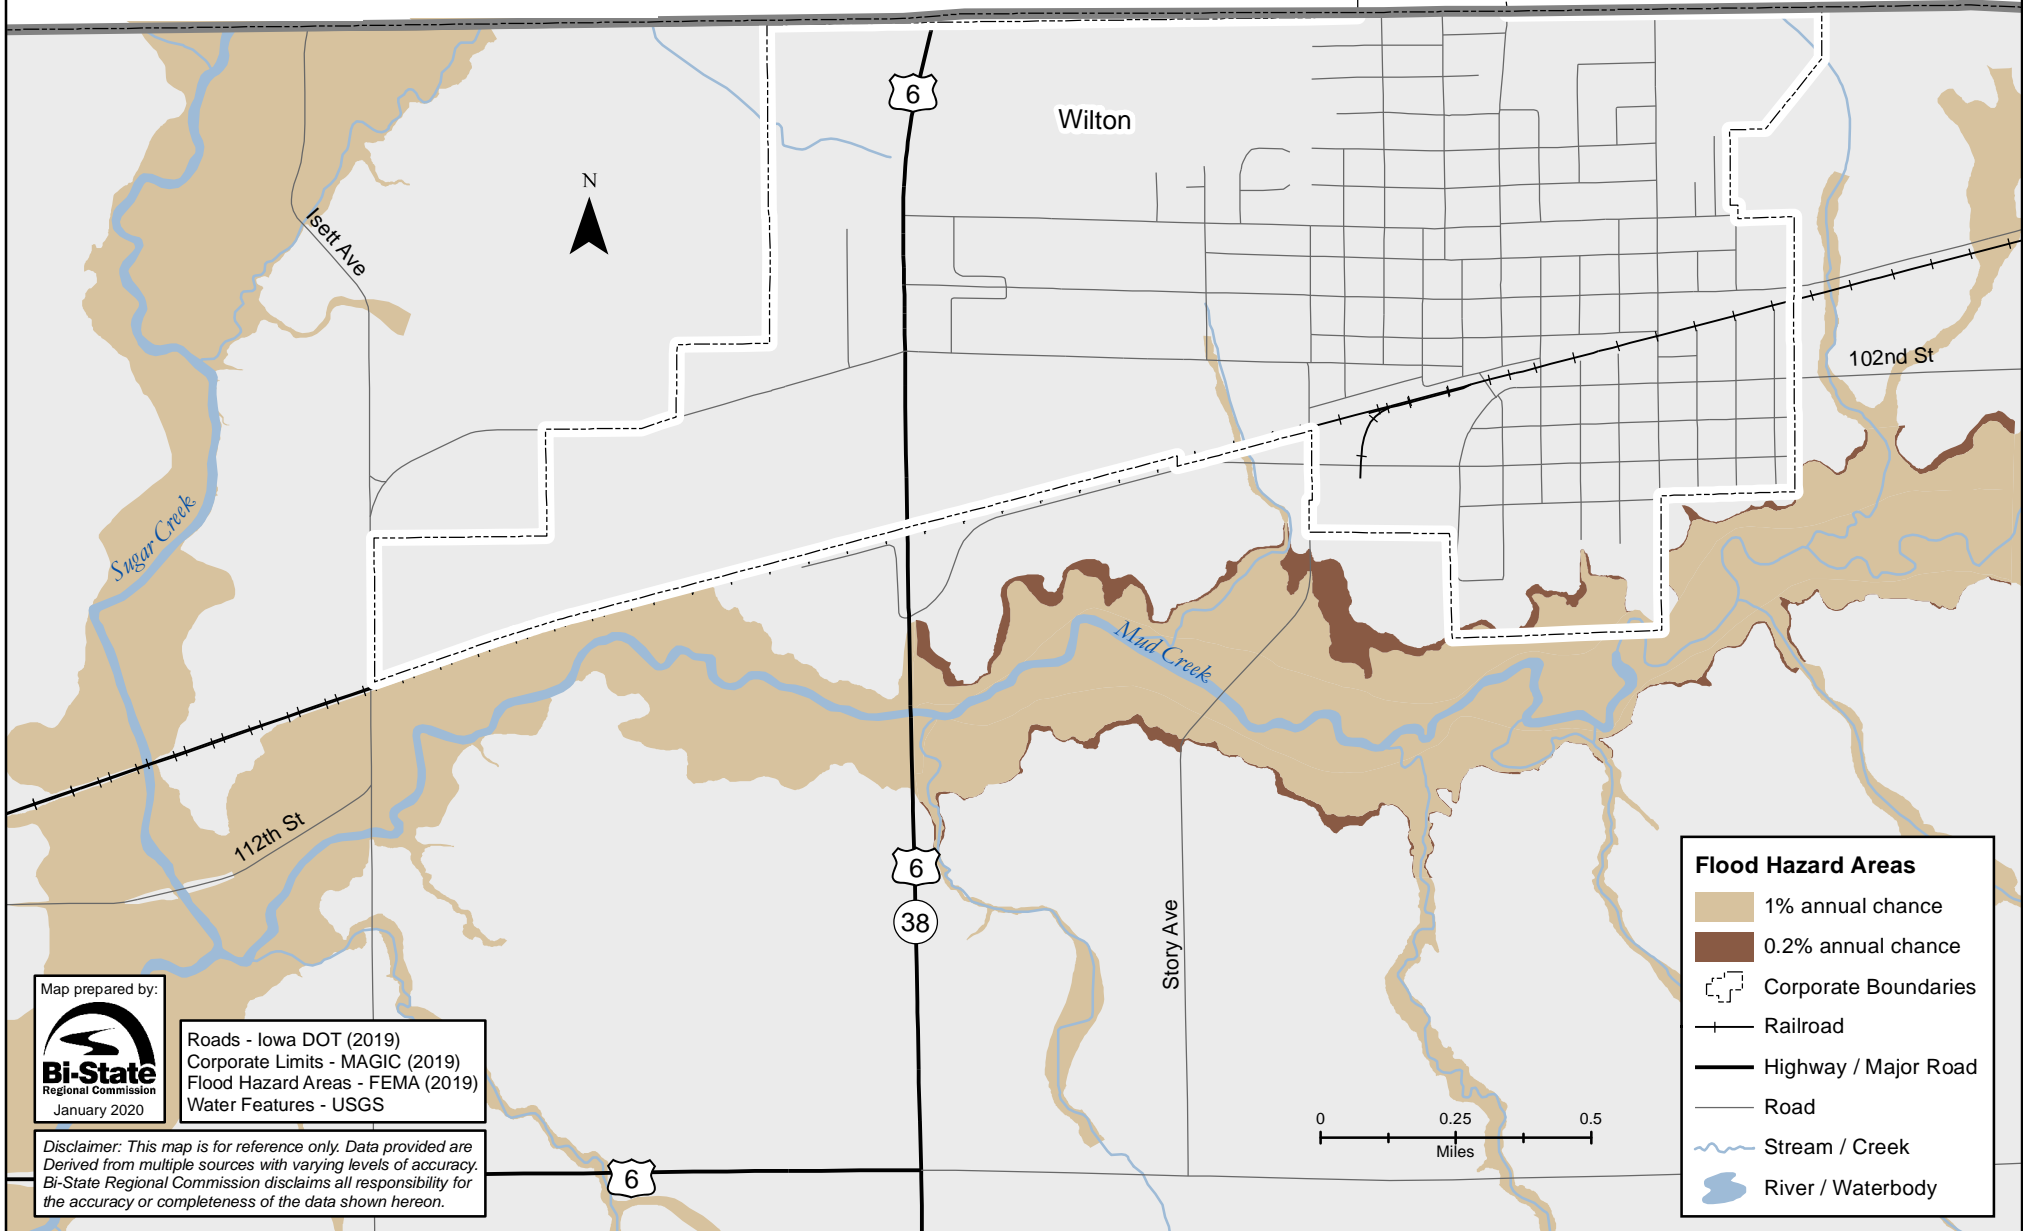 6
Wilton
N
Isett Ave
102nd St
Sugar Creek
Mud Creek
112th St
6
38
Story Ave
Flood Hazard Areas
1% annual chance
0.2% annual chance
Corporate Boundaries
Railroad
Highway / Major Road
Road
Stream / Creek
River / Waterbody
Map prepared by:
Bi-State
Regional Commission
January 2020
Roads - Iowa DOT (2019)
Corporate Limits - MAGIC (2019)
Flood Hazard Areas - FEMA (2019)
Water Features - USGS
0 0.25 0.5
Miles
Disclaimer: This map is for reference only. Data provided are
Derived from multiple sources with varying levels of accuracy.
Bi-State Regional Commission disclaims all responsibility for
the accuracy or completeness of the data shown hereon.
6